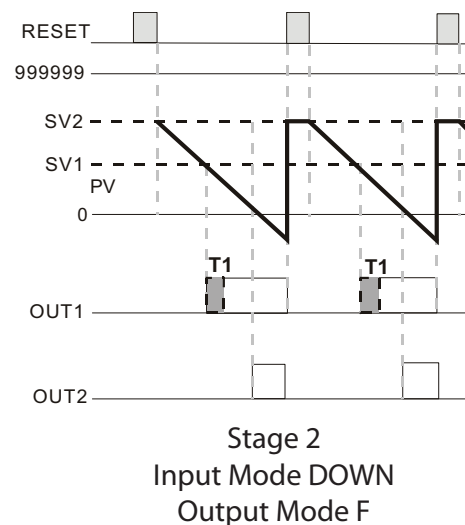 RESET
999999
SV2
SV1
PV
0
T1 T1
OUT1
OUT2
Stage 2
Input Mode DOWN
Output Mode F